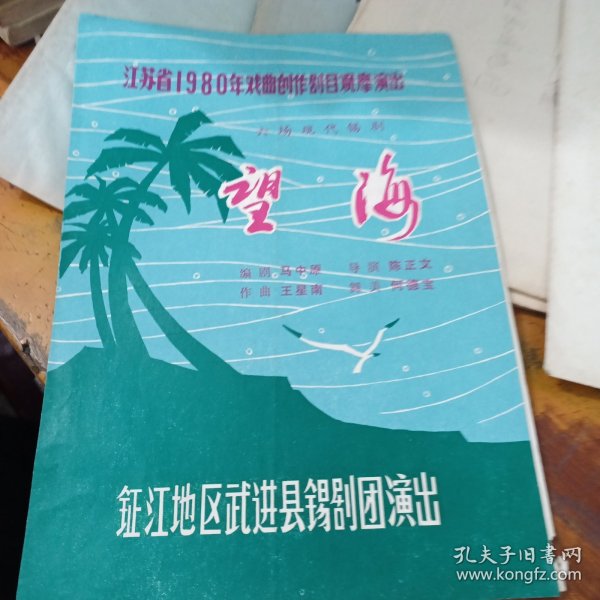 江苏省1980年戏曲创作剧目观摩演出
六场现代锡剧
望海
编剧 马中原 导演 陈正文
作曲 王星南 舞美 何德宝
镇江地区武进县锡剧团演出
孔夫子旧书网
www.kongfz.com